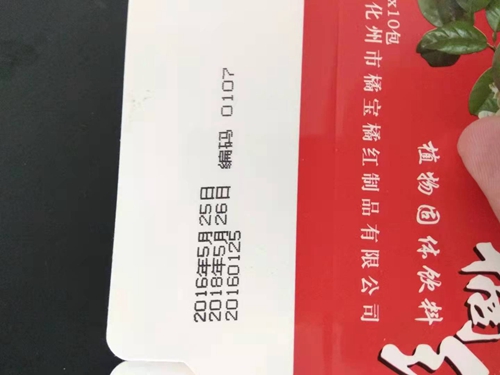 2016年5月25日
2018年5月26日 编码 0107
20160125
x10包
化州市橘宝橘红制品有限公司
植物固体饮料